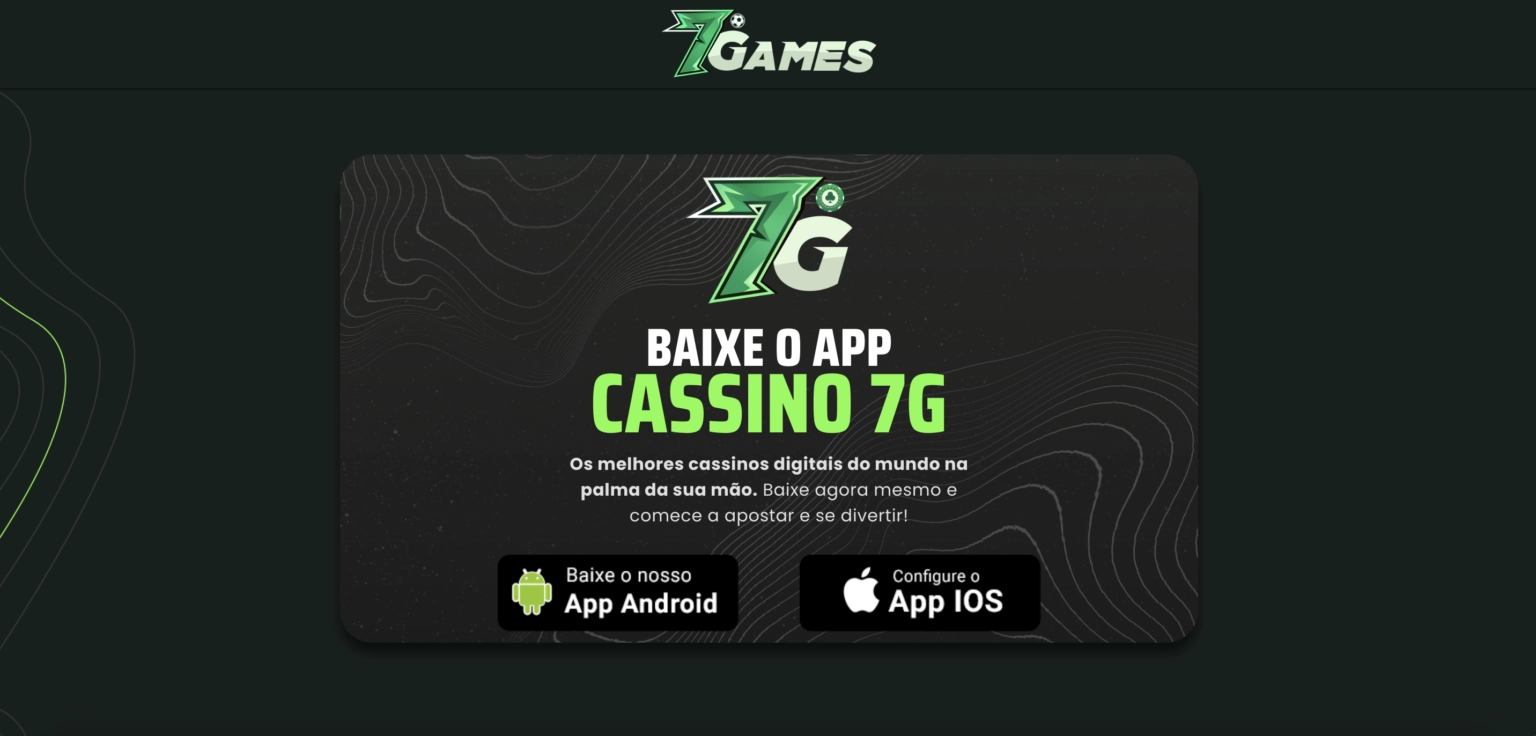 7GAMES
7G
BAIXE O APP
CASSINO 7G
Os melhores cassinos digitais do mundo na
palma da sua mão. Baixe agora mesmo e
comece a apostar e se divertir!
Baixe o nosso
App Android
Configure o
App IOS